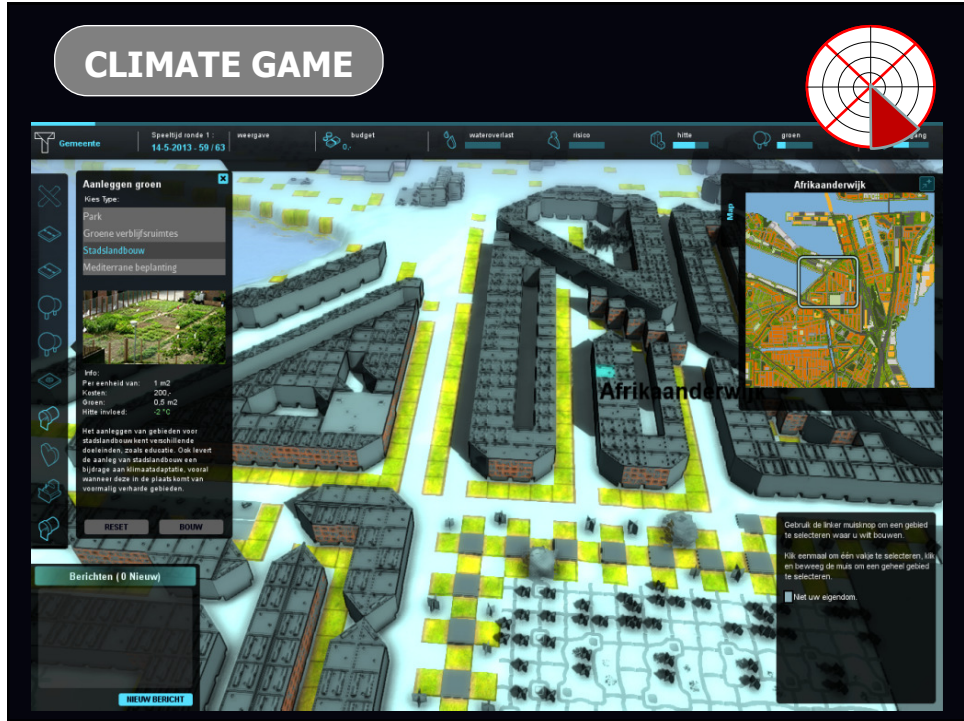 CLIMATE GAME
Gemeente
Speeltijd ronde 1 :
14-5-2013 - 59 / 63
weergave
budget
0,-
wateroverlast
risico
hitte
groen
Aanleggen groen
Kies Type:
Park
Groene verblijfsruimtes
Stadslandbouw
Mediterrane beplanting
Info:
Per eenheid van: 1 m2
Kosten: 200,-
Groen: 0,5 m2
Hitte invloed: -2 °C
Het aanleggen van gebieden voor
stadslandbouw kent verschillende
doeleinden, zoals educatie. Ook levert
de aanleg van stadslandbouw een
bijdrage aan klimaatadaptatie, vooral
wanneer deze in de plaats komt van
voormalig verharde gebieden.
RESET
BOUW
Afrikaanderwijk
Map
Afrikaanderwijk
Gebruik de linker muisknop om een gebied
te selecteren waar u wilt bouwen.
Klik eenmaal om één vakje te selecteren, klik
en beweeg de muis om een geheel gebied
te selecteren.
Niet uw eigendom.
Berichten ( 0 Nieuw)
NIEUW BERICHT